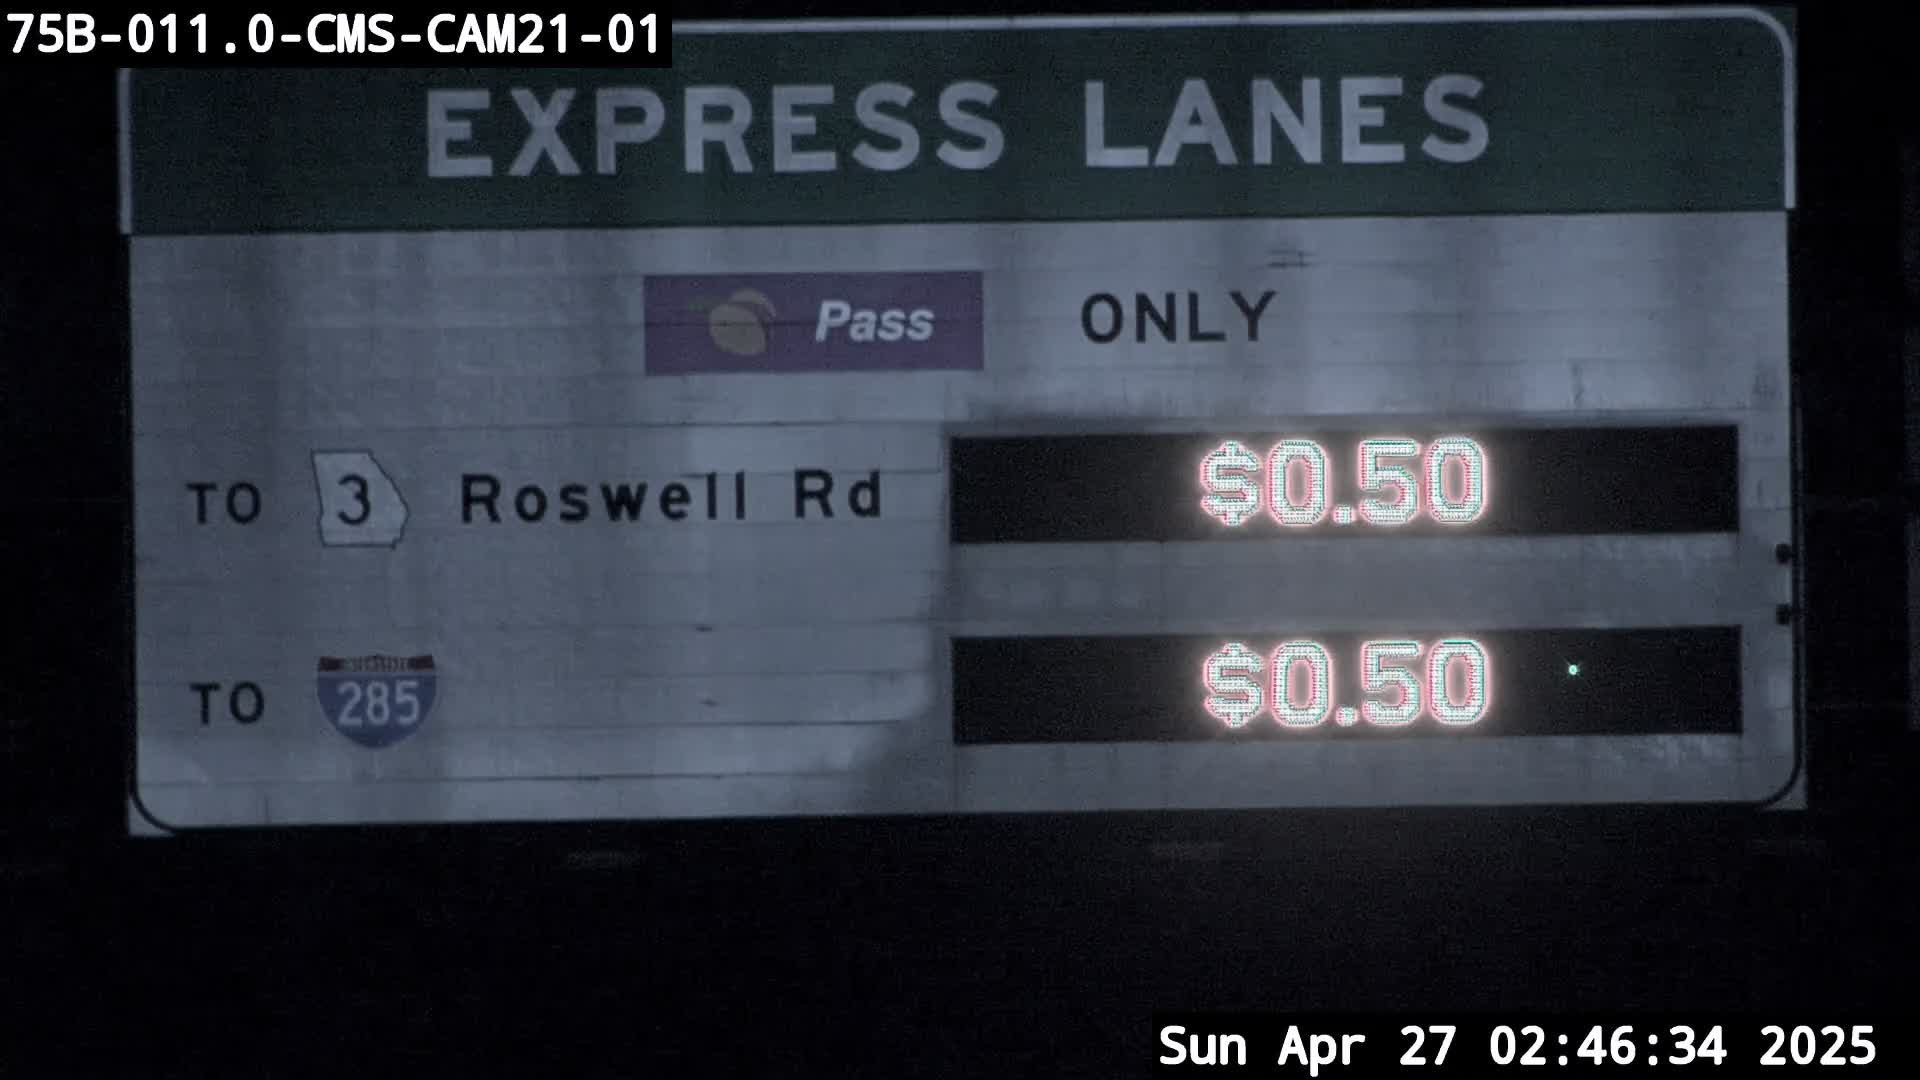 75B-011.0-CMS-CAM21-01
EXPRESS LANES
Pass ONLY
TO 3 Roswell Rd $0.50
TO 285 $0.50
Sun Apr 27 02:46:34 2025